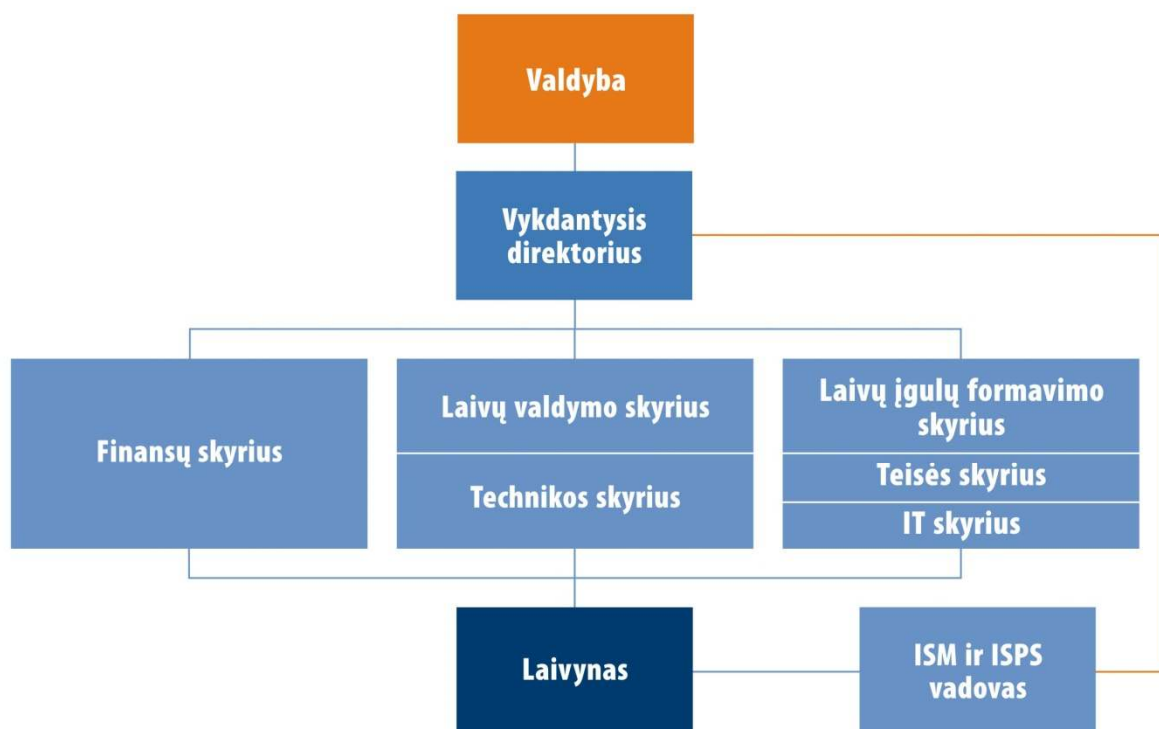 Valdyba
Vykdantysis
direktorius
Finansų skyrius
Laivų valdymo skyrius
Technikos skyrius
Laivų įgulų formavimo
skyrius
Teisės skyrius
IT skyrius
Laivynas
ISM ir ISPS
vadovas